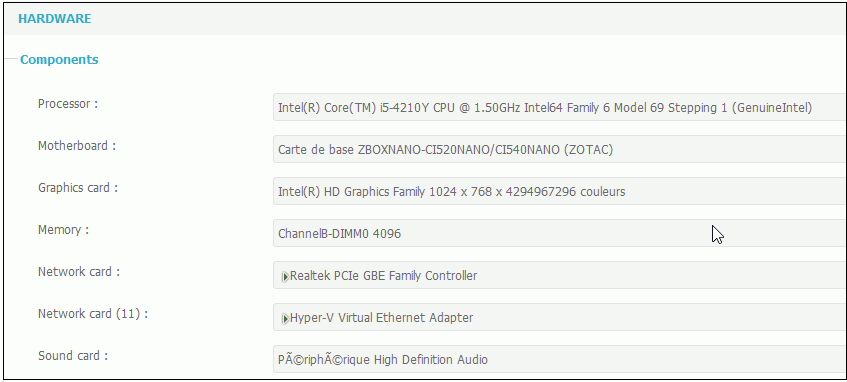 HARDWARE
Components
Processor : Intel(R) Core(TM) i5-4210Y CPU @ 1.50GHz Intel64 Family 6 Model 69 Stepping 1 (GenuineIntel)
Motherboard : Carte de base ZBOXNANO-CI520NANO/CI540NANO (ZOTAC)
Graphics card : Intel(R) HD Graphics Family 1024 x 768 x 4294967296 couleurs
Memory : ChannelB-DIMM0 4096
Network card : Realtek PCIe GBE Family Controller
Network card (11) : Hyper-V Virtual Ethernet Adapter
Sound card : PÃ©riphÃ©rique High Definition Audio